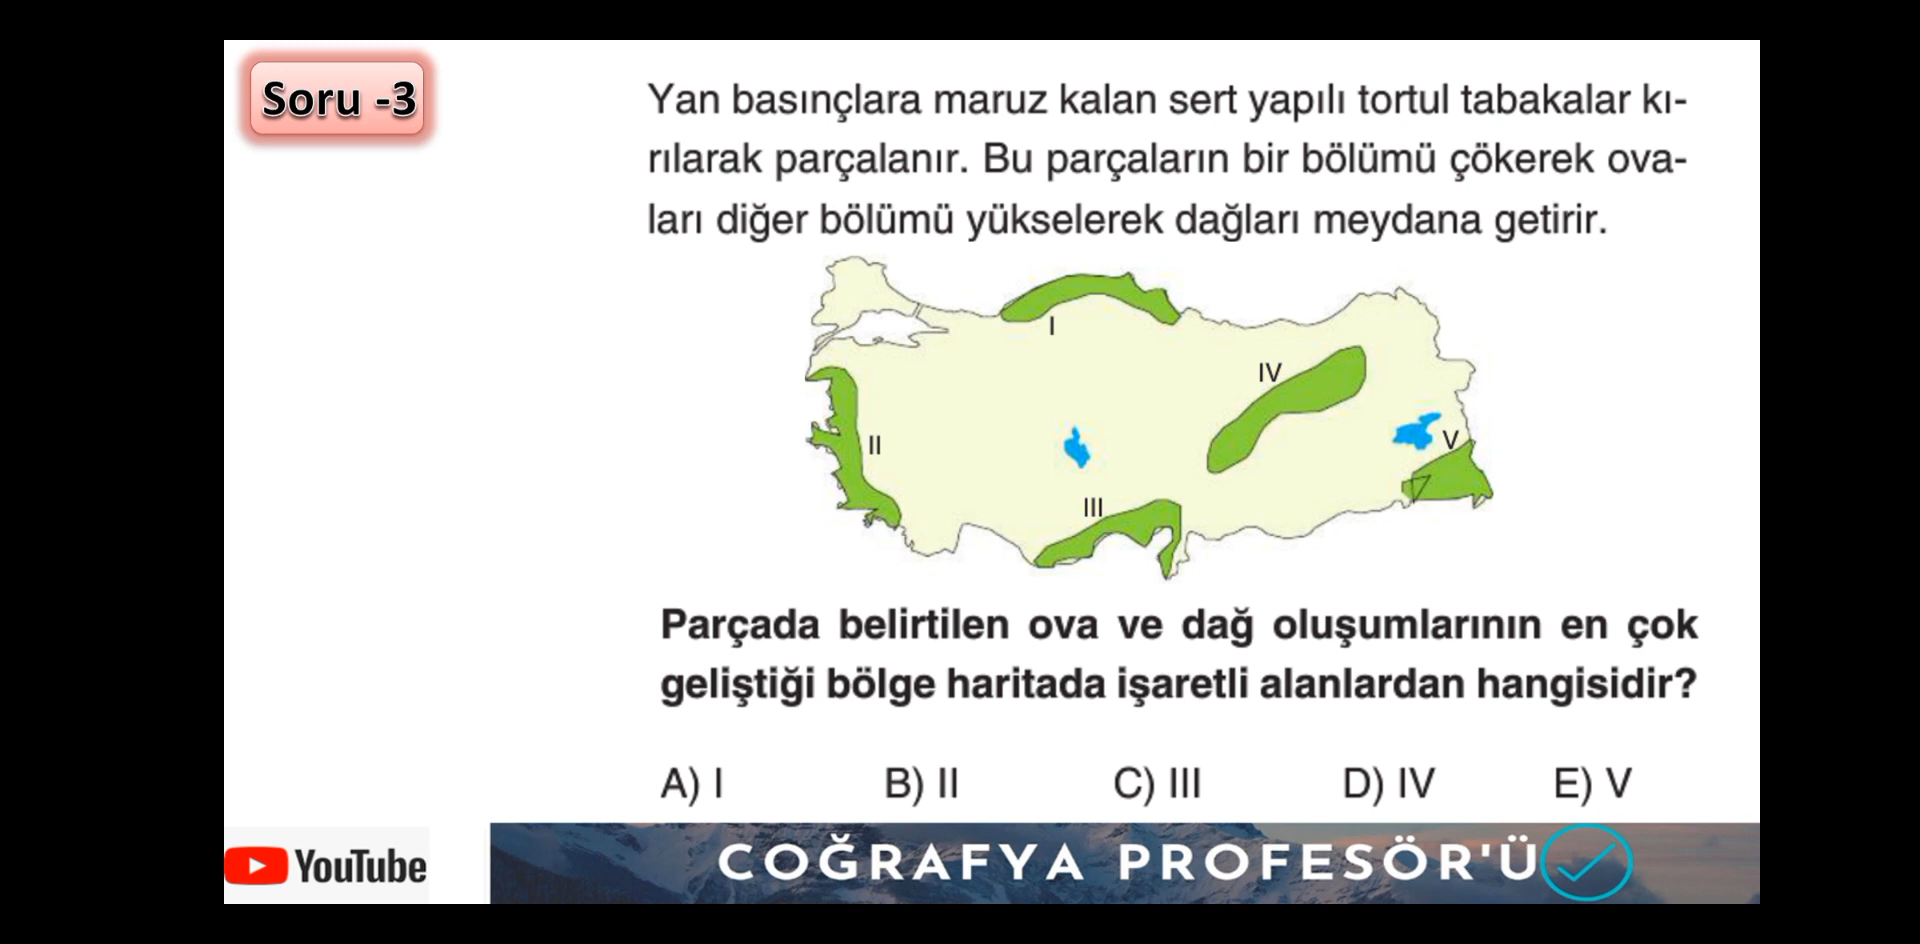 Soru -3
Yan basınçlara maruz kalan sert yapılı tortul tabakalar kı-
rılarak parçalanır. Bu parçaların bir bölümü çökerek ova-
ları diğer bölümü yükselerek dağları meydana getirir.
I
IV
II
V
III
Parçada belirtilen ova ve dağ oluşumlarının en çok
geliştiği bölge haritada işaretli alanlardan hangisidir?
A) I B) II C) III D) IV E) V
YouTube
COĞRAFYA PROFESÖR'Ü